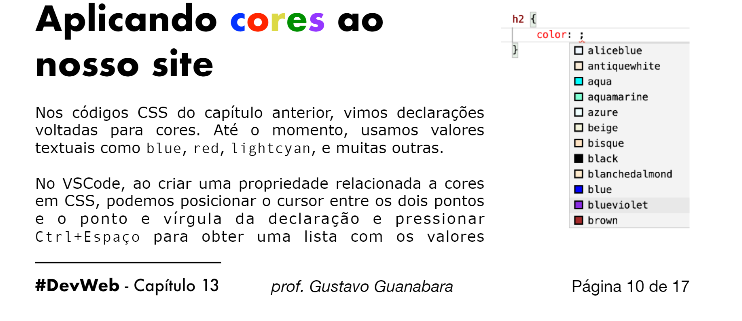 Aplicando cores ao
nosso site
Nos códigos CSS do capítulo anterior, vimos declarações
voltadas para cores. Até o momento, usamos valores
textuais como blue, red, lightcyan, e muitas outras.
No VSCode, ao criar uma propriedade relacionada a cores
em CSS, podemos posicionar o cursor entre os dois pontos
e o ponto e vírgula da declaração e pressionar
Ctrl+Espaço para obter uma lista com os valores
h2 {
color: ;
}
aliceblue
antiquewhite
aqua
aquamarine
azure
beige
bisque
black
blanchedalmond
blue
blueviolet
brown
#DevWeb - Capítulo 13
prof. Gustavo Guanabara
Página 10 de 17